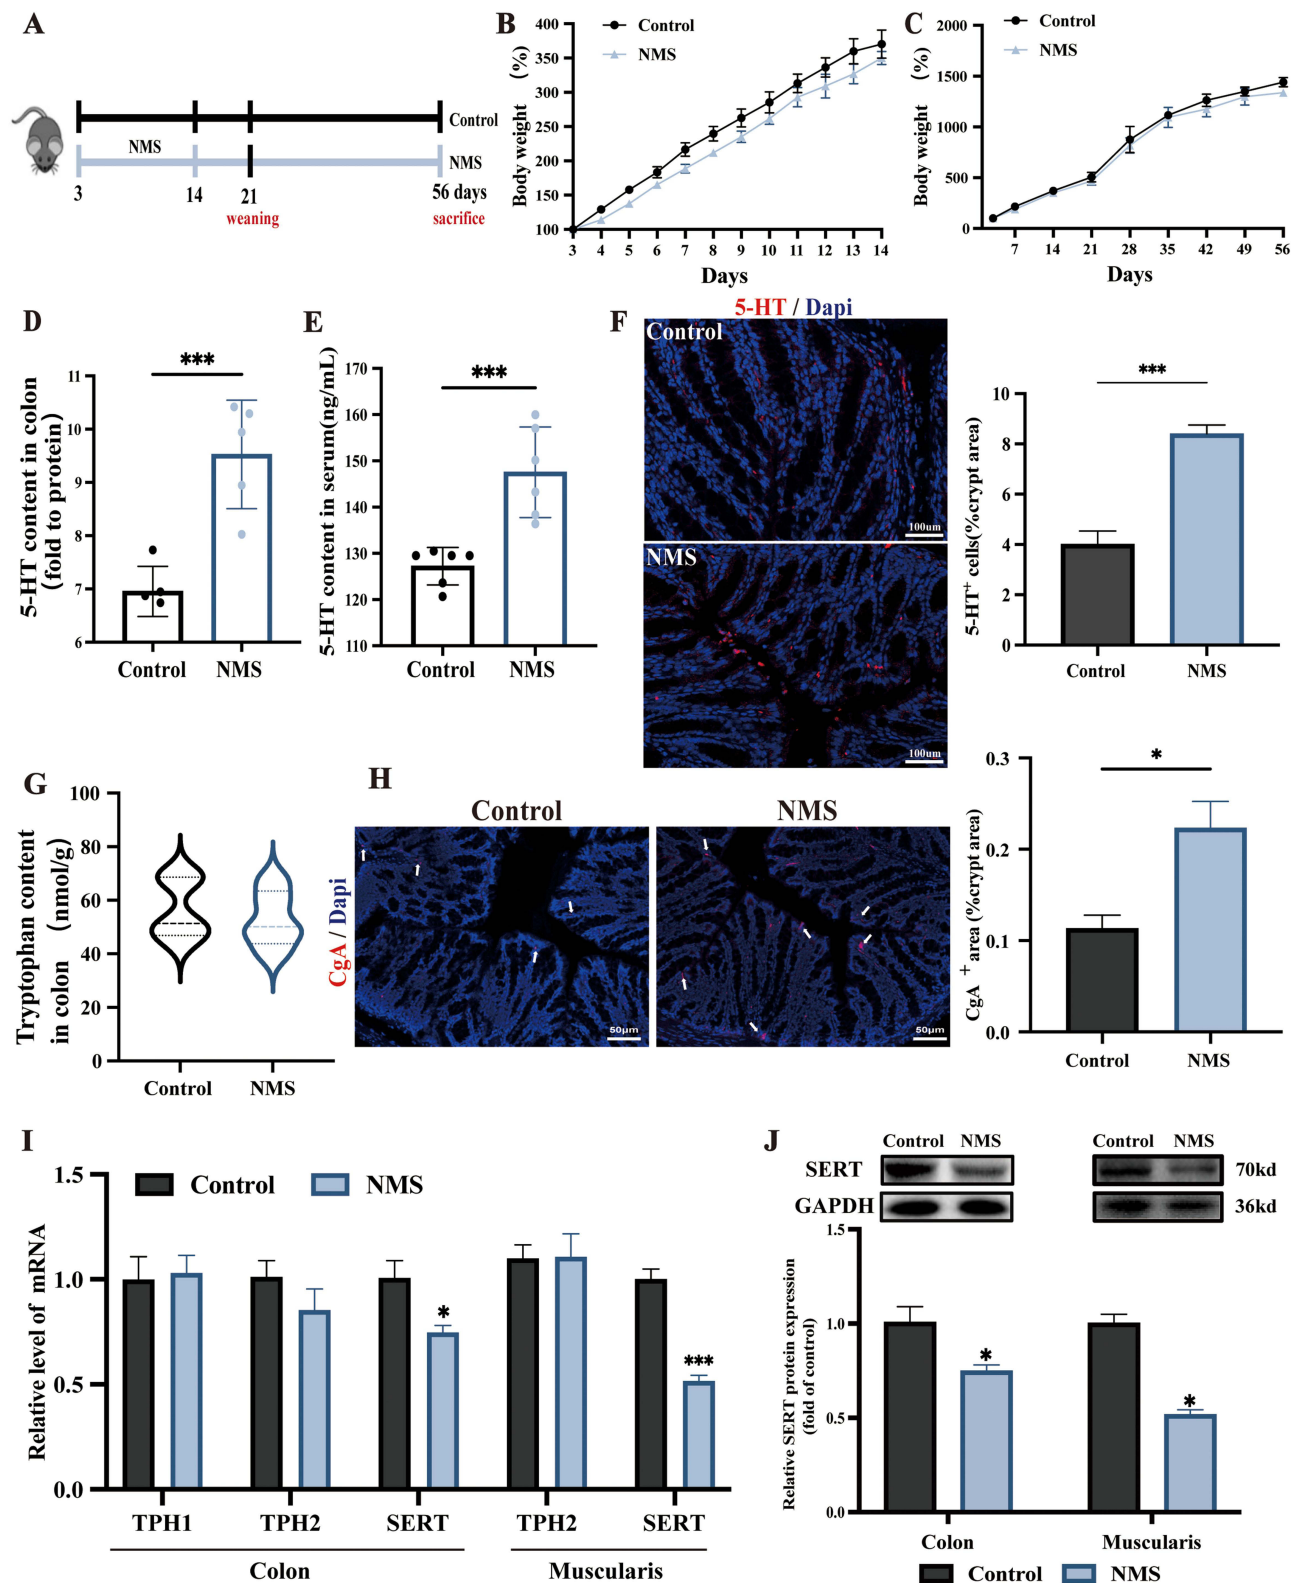 A
Control
NMS
NMS
3 14 21 56 days
weaning sacrifice
B
Control
NMS
Body weight (%)
400
350
300
250
200
150
100
3 4 5 6 7 8 9 10 11 12 13 14
Days
C
Control
NMS
Body weight (%)
2000
1500
1000
500
0
7 14 21 28 35 42 49 56
Days
D
***
5-HT content in colon
(fold to protein)
11
10
9
8
7
6
Control NMS
E
***
5-HT content in serum(ng/mL)
170
160
150
140
130
120
110
Control NMS
F
5-HT / Dapi
Control
100um
NMS
100um
***
5-HT+ cells(%crypt area)
10
8
6
4
2
0
Control NMS
G
Tryptophan content
in colon (nmol/g)
100
80
60
40
20
0
Control NMS
H
Control NMS
CgA / Dapi
50μm 50μm
*
CgA + area (%crypt area)
0.3
0.2
0.1
0.0
Control NMS
I
Control NMS
Relative level of mRNA
1.5
1.0
0.5
0.0
*
***
TPH1 TPH2 SERT TPH2 SERT
Colon Muscularis
J
Control NMS Control NMS
SERT 70kd
GAPDH 36kd
Relative SERT protein expression
(fold of control)
1.5
1.0
0.5
0.0
*
*
Colon Muscularis
Control NMS